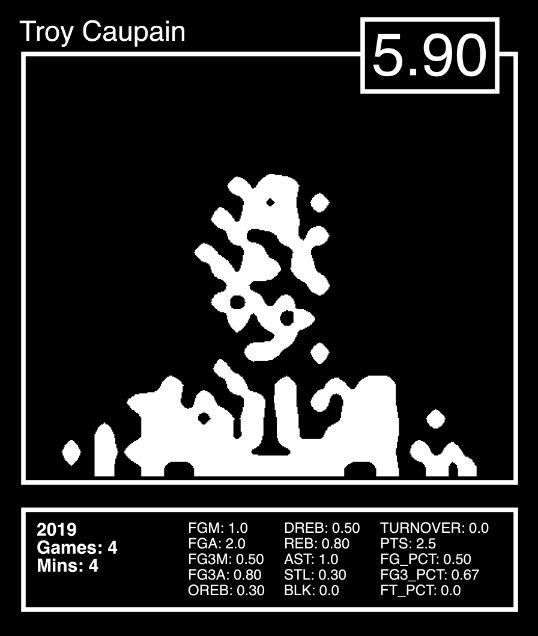 Troy Caupain
5.90
2019
Games: 4
Mins: 4
FGM: 1.0
FGA: 2.0
FG3M: 0.50
FG3A: 0.80
OREB: 0.30
DREB: 0.50
REB: 0.80
AST: 1.0
STL: 0.30
BLK: 0.0
TURNOVER: 0.0
PTS: 2.5
FG_PCT: 0.50
FG3_PCT: 0.67
FT_PCT: 0.0